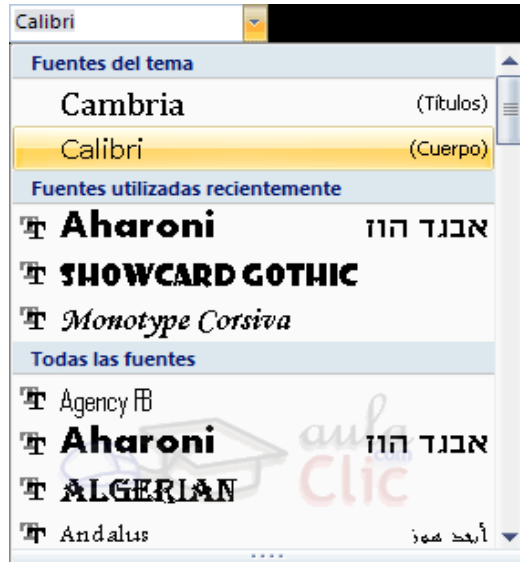 Calibri
Fuentes del tema
Cambria (Títulos)
Calibri (Cuerpo)
Fuentes utilizadas recientemente
Aharoni אבגד הוז
SHOWCARD GOTHIC
Monotype Corsiva
Todas las fuentes
Agency FB
Aharoni אבגד הוז
ALGERIAN
Andalus أبجد هوز
aula
.com
Clic